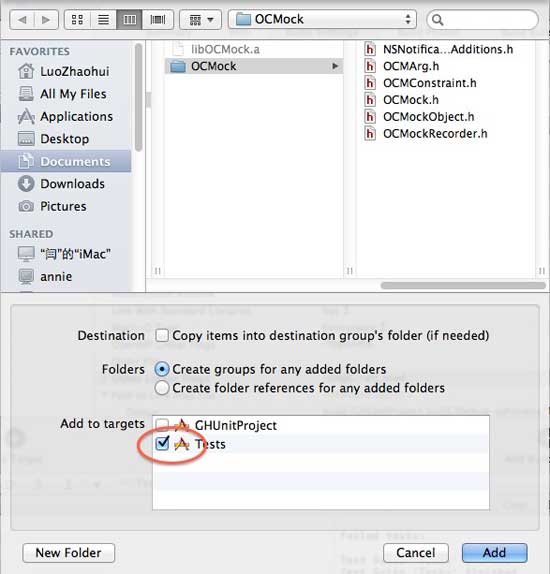 OCMock
FAVORITES
LuoZhaohui
All My Files
Applications
Desktop
Documents
Downloads
Pictures
SHARED
“闫”的“iMac”
annie
libOCMock.a
OCMock
NSNotifica...Additions.h
OCMArg.h
OCMConstraint.h
OCMock.h
OCMockObject.h
OCMockRecorder.h
Destination
Copy items into destination group's folder (if needed)
Folders
Create groups for any added folders
Create folder references for any added folders
Add to targets
GHUnitProject
Tests
New Folder
Cancel
Add